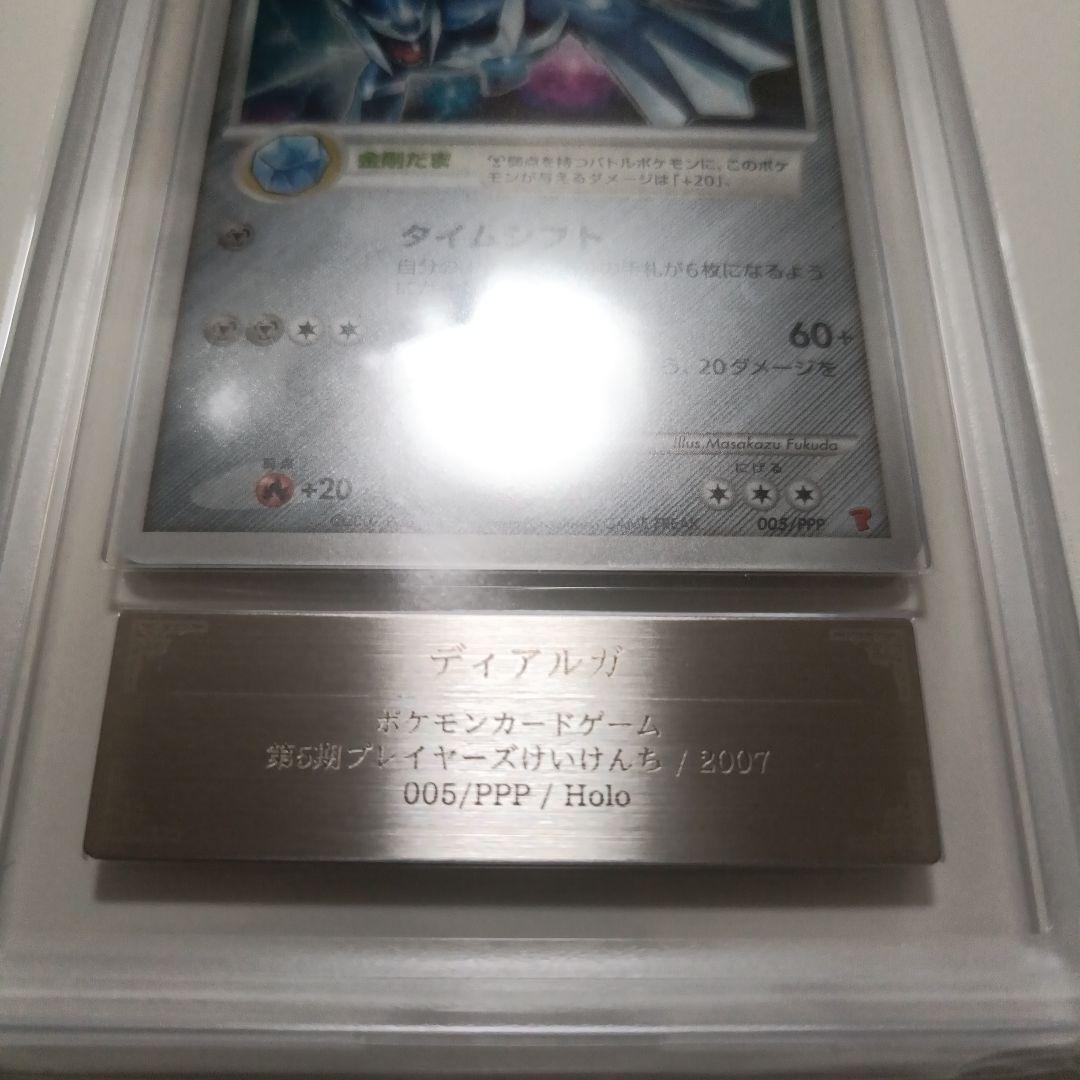 金剛だま
弱点を持つバトルポケモンに、このポケ
モンが与えるダメージは「+20」。
タイムシフト
自分の 手札が6枚になるよう
に
60+
、20ダメージを
Illus. Masakazu Fukuda
弱点
にげる
+20
GAME FREAK
005/PPP
ディアルガ
ポケモンカードゲーム
第5期プレイヤーズけいけんち / 2007
005/PPP / Holo